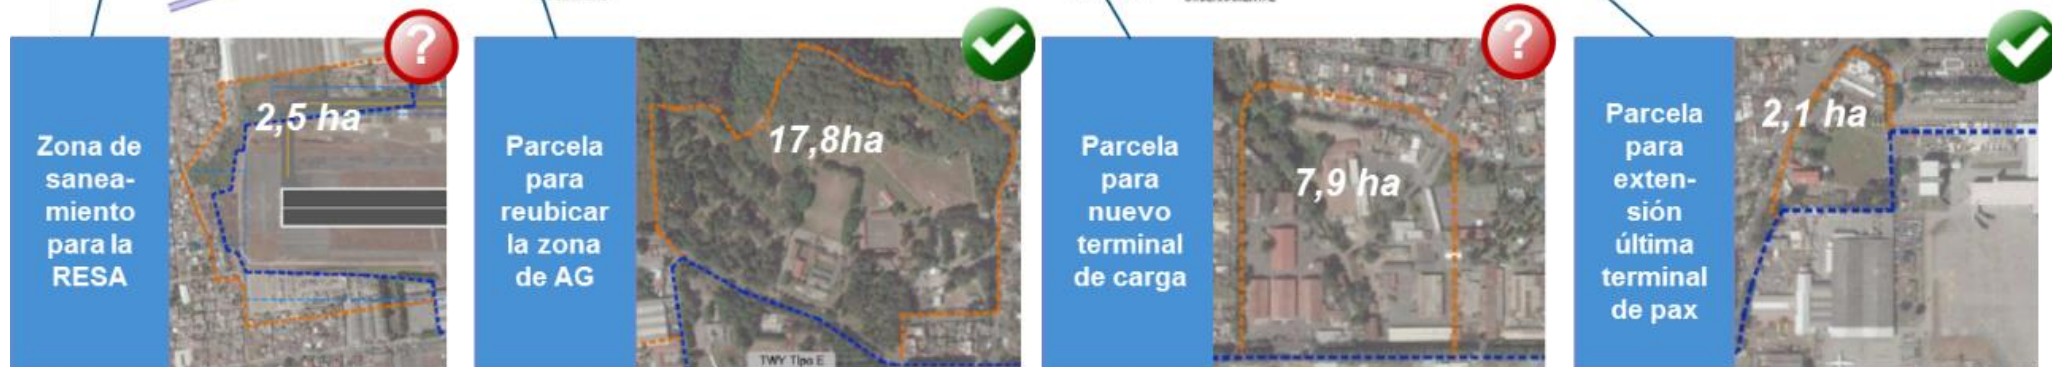 Zona de
sanea-
miento
para la
RESA
2,5 ha
?
Parcela
para
reubicar
la zona
de AG
17,8ha
TWY Tipo E
Parcela
para
nuevo
terminal
de carga
7,9 ha
?
Parcela
para
exten-
sión
última
terminal
de pax
2,1 ha